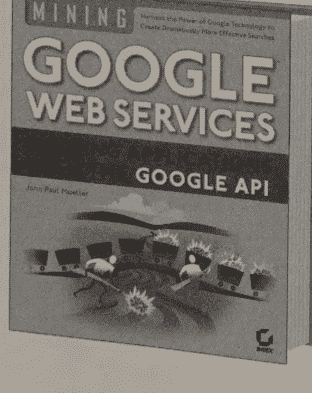 MINING
Harness the Power of Google Technology to
Create Dramatically More Effective Searches
GOOGLE
WEB SERVICES
GOOGLE API
John Paul Mueller
SYBEX